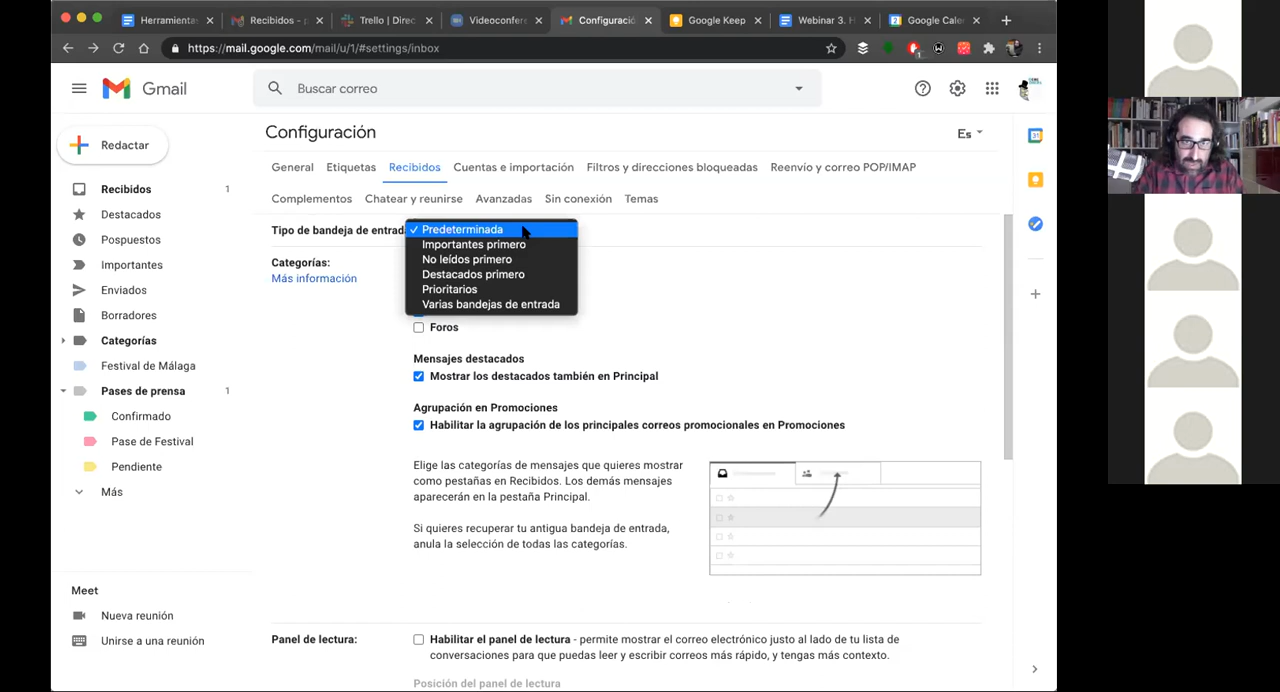 Herramientas
Recibidos - p
Trello | Direc
Videoconfere
Configuració
Google Keep
Webinar 3. H
Google Calen
https://mail.google.com/mail/u/1/#settings/inbox
Gmail
Buscar correo
Configuración
Es
Redactar
General
Etiquetas
Recibidos
Cuentas e importación
Filtros y direcciones bloqueadas
Reenvío y correo POP/IMAP
Complementos
Chatear y reunirse
Avanzadas
Sin conexión
Temas
Recibidos 1
Destacados
Pospuestos
Importantes
Enviados
Borradores
Categorías
Festival de Málaga
Pases de prensa 1
Confirmado
Pase de Festival
Pendiente
Más
Meet
Nueva reunión
Unirse a una reunión
Tipo de bandeja de entrada
Predeterminada
Importantes primero
No leídos primero
Destacados primero
Prioritarios
Varias bandejas de entrada
Categorías:
Más información
Foros
Mensajes destacados
Mostrar los destacados también en Principal
Agrupación en Promociones
Habilitar la agrupación de los principales correos promocionales en Promociones
Elige las categorías de mensajes que quieres mostrar
como pestañas en Recibidos. Los demás mensajes
aparecerán en la pestaña Principal.
Si quieres recuperar tu antigua bandeja de entrada,
anula la selección de todas las categorías.
Panel de lectura:
Habilitar el panel de lectura - permite mostrar el correo electrónico justo al lado de tu lista de
conversaciones para que puedas leer y escribir correos más rápido, y tengas más contexto.
Posición del panel de lectura